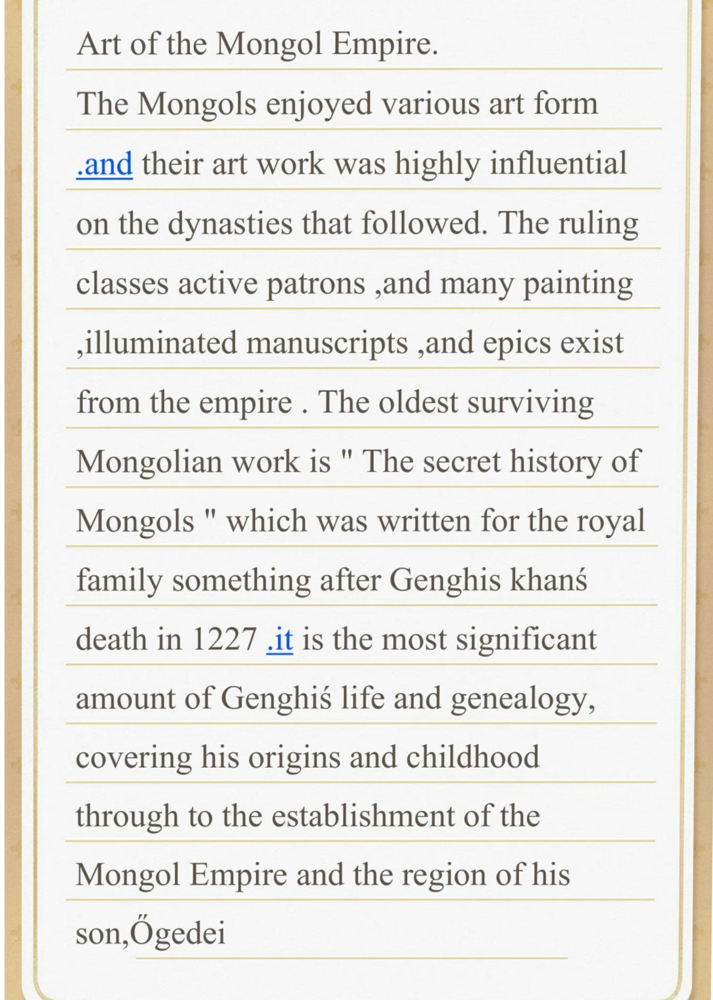 Art of the Mongol Empire.
The Mongols enjoyed various art form
.and their art work was highly influential
on the dynasties that followed. The ruling
classes active patrons ,and many painting
,illuminated manuscripts ,and epics exist
from the empire . The oldest surviving
Mongolian work is " The secret history of
Mongols " which was written for the royal
family something after Genghis khanś
death in 1227 .it is the most significant
amount of Genghiś life and genealogy,
covering his origins and childhood
through to the establishment of the
Mongol Empire and the region of his
son,Őgedei